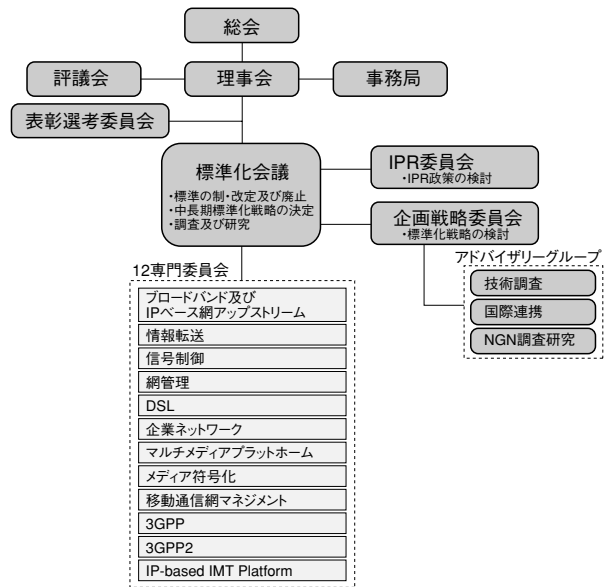 総会
評議会
理事会
事務局
表彰選考委員会
標準化会議
・標準の制・改定及び廃止
・中長期標準化戦略の決定
・調査及び研究
IPR委員会
・IPR政策の検討
企画戦略委員会
・標準化戦略の検討
アドバイザリーグループ
技術調査
国際連携
NGN調査研究
12専門委員会
ブロードバンド及び
IPベース網アップストリーム
情報転送
信号制御
網管理
DSL
企業ネットワーク
マルチメディアプラットホーム
メディア符号化
移動通信網マネジメント
3GPP
3GPP2
IP-based IMT Platform